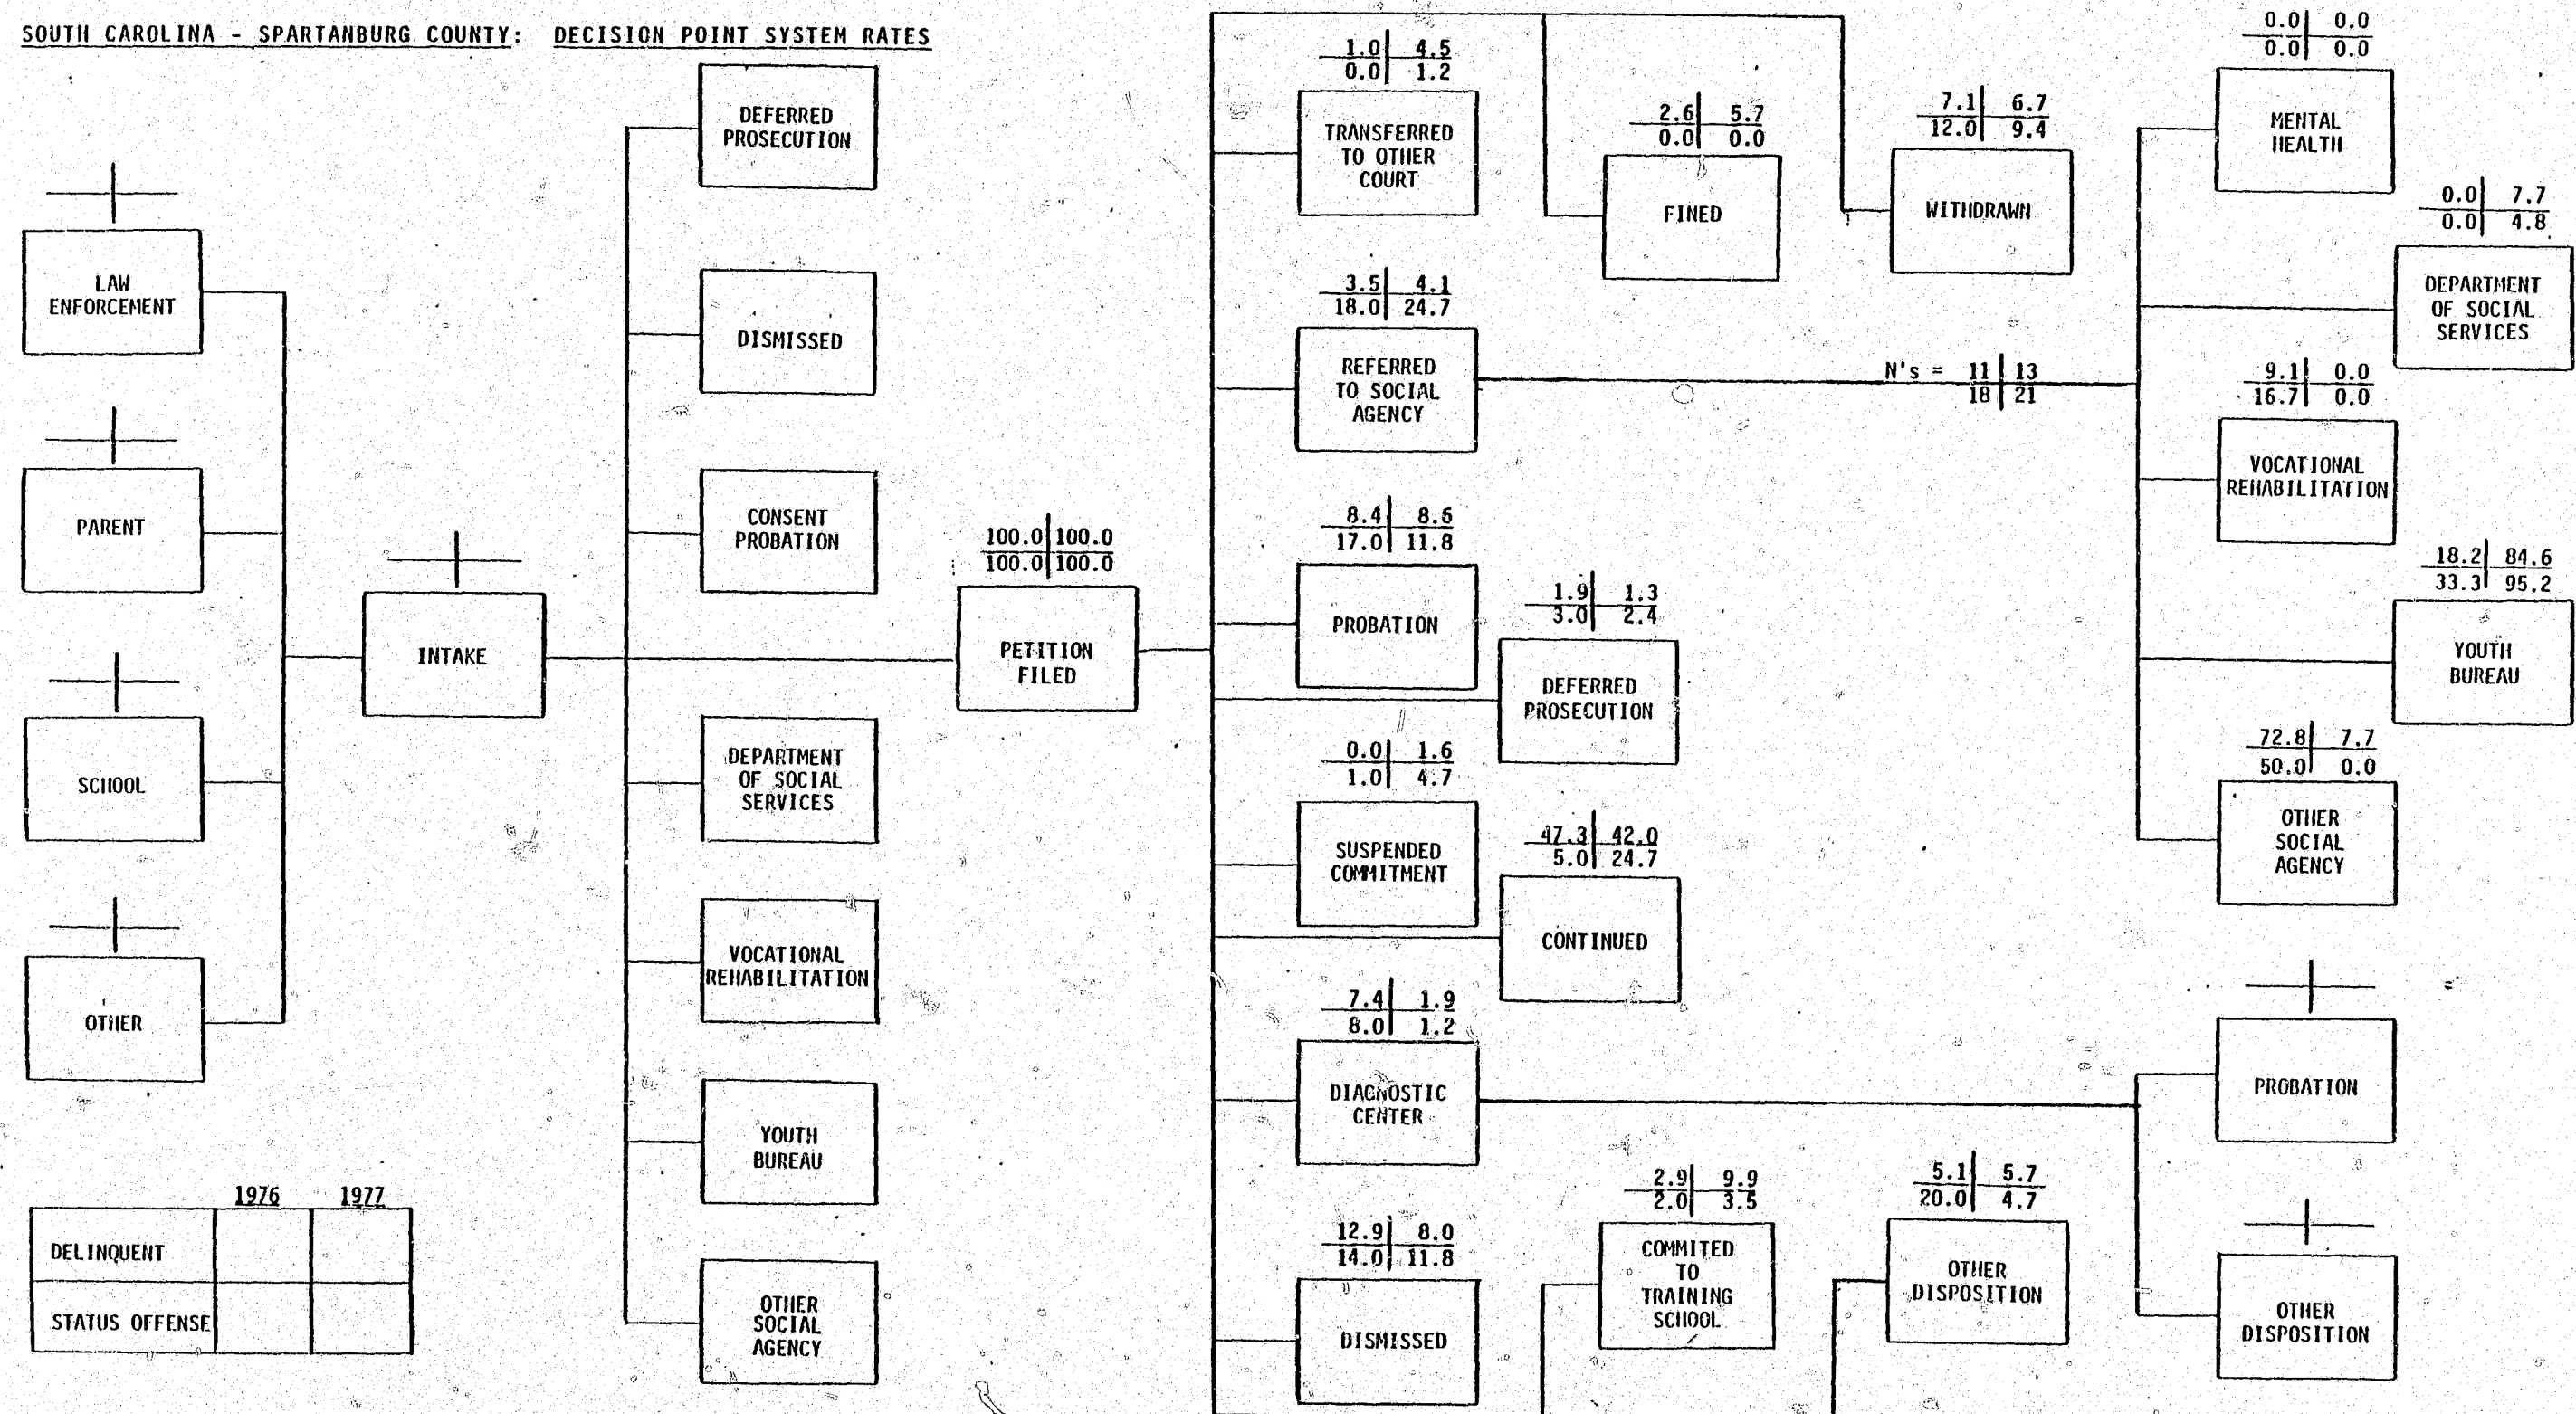 SOUTH CAROLINA - SPARTANBURG COUNTY: DECISION POINT SYSTEM RATES
LAW
ENFORCEMENT
PARENT
SCHOOL
OTHER
INTAKE
1976 1977
DELINQUENT
STATUS OFFENSE
DEFERRED
PROSECUTION
DISMISSED
CONSENT
PROBATION
DEPARTMENT
OF SOCIAL
SERVICES
VOCATIONAL
REHABILITATION
YOUTH
BUREAU
OTHER
SOCIAL
AGENCY
100.0 100.0
100.0 100.0
PETITION
FILED
1.0 4.5
0.0 1.2
TRANSFERRED
TO OTHER
COURT
2.6 5.7
0.0 0.0
FINED
7.1 6.7
12.0 9.4
WITHDRAWN
3.5 4.1
18.0 24.7
REFERRED
TO SOCIAL
AGENCY
N's = 11 13
18 21
8.4 8.6
17.0 11.8
PROBATION
1.9 1.3
3.0 2.4
DEFERRED
PROSECUTION
0.0 1.6
1.0 4.7
SUSPENDED
COMMITMENT
47.3 42.0
5.0 24.7
CONTINUED
7.4 1.9
8.0 1.2
DIAGNOSTIC
CENTER
12.9 8.0
14.0 11.8
DISMISSED
2.9 9.9
2.0 3.5
COMMITED
TO
TRAINING
SCHOOL
5.1 5.7
20.0 4.7
OTHER
DISPOSITION
0.0 0.0
0.0 0.0
MENTAL
HEALTH
0.0 7.7
0.0 4.8
DEPARTMENT
OF SOCIAL
SERVICES
9.1 0.0
16.7 0.0
VOCATIONAL
REHABILITATION
18.2 84.6
33.3 95.2
YOUTH
BUREAU
72.8 7.7
50.0 0.0
OTHER
SOCIAL
AGENCY
PROBATION
OTHER
DISPOSITION